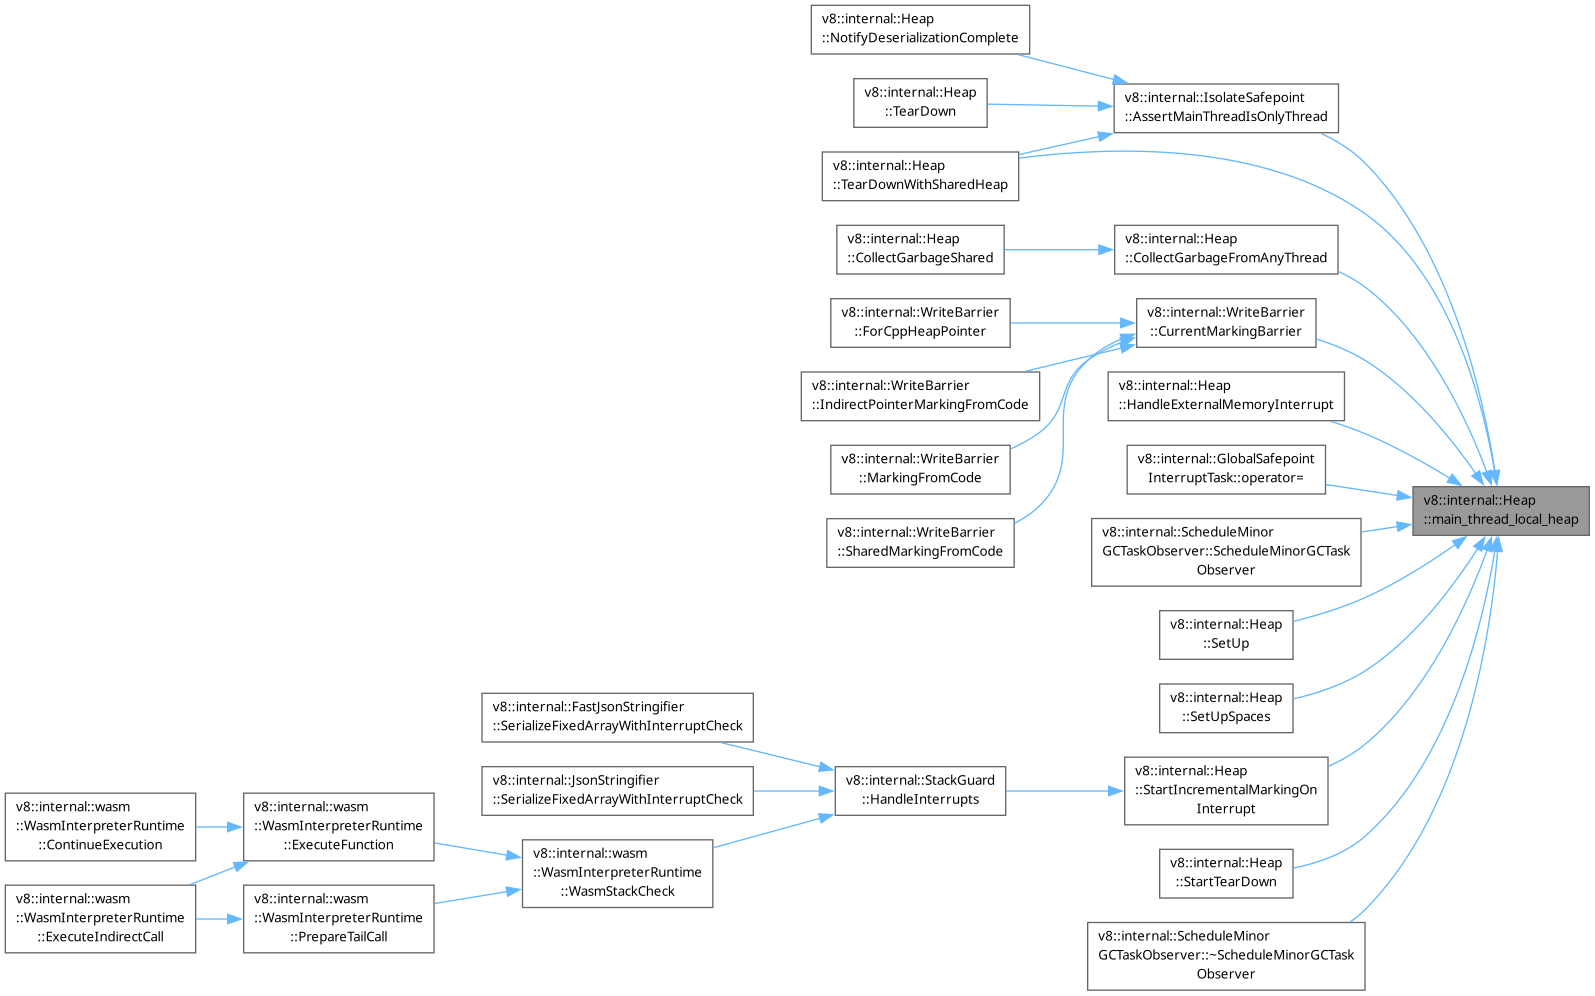 v8::internal::Heap
::NotifyDeserializationComplete
v8::internal::Heap
::TearDown
v8::internal::IsolateSafepoint
::AssertMainThreadIsOnlyThread
v8::internal::Heap
::TearDownWithSharedHeap
v8::internal::Heap
::CollectGarbageShared
v8::internal::Heap
::CollectGarbageFromAnyThread
v8::internal::WriteBarrier
::ForCppHeapPointer
v8::internal::WriteBarrier
::CurrentMarkingBarrier
v8::internal::WriteBarrier
::IndirectPointerMarkingFromCode
v8::internal::Heap
::HandleExternalMemoryInterrupt
v8::internal::WriteBarrier
::MarkingFromCode
v8::internal::GlobalSafepoint
InterruptTask::operator=
v8::internal::Heap
::main_thread_local_heap
v8::internal::WriteBarrier
::SharedMarkingFromCode
v8::internal::ScheduleMinor
GCTaskObserver::ScheduleMinorGCTask
Observer
v8::internal::Heap
::SetUp
v8::internal::Heap
::SetUpSpaces
v8::internal::FastJsonStringifier
::SerializeFixedArrayWithInterruptCheck
v8::internal::JsonStringifier
::SerializeFixedArrayWithInterruptCheck
v8::internal::StackGuard
::HandleInterrupts
v8::internal::Heap
::StartIncrementalMarkingOn
Interrupt
v8::internal::wasm
::WasmInterpreterRuntime
::ContinueExecution
v8::internal::wasm
::WasmInterpreterRuntime
::ExecuteFunction
v8::internal::wasm
::WasmInterpreterRuntime
::WasmStackCheck
v8::internal::Heap
::StartTearDown
v8::internal::wasm
::WasmInterpreterRuntime
::ExecuteIndirectCall
v8::internal::wasm
::WasmInterpreterRuntime
::PrepareTailCall
v8::internal::ScheduleMinor
GCTaskObserver::~ScheduleMinorGCTask
Observer